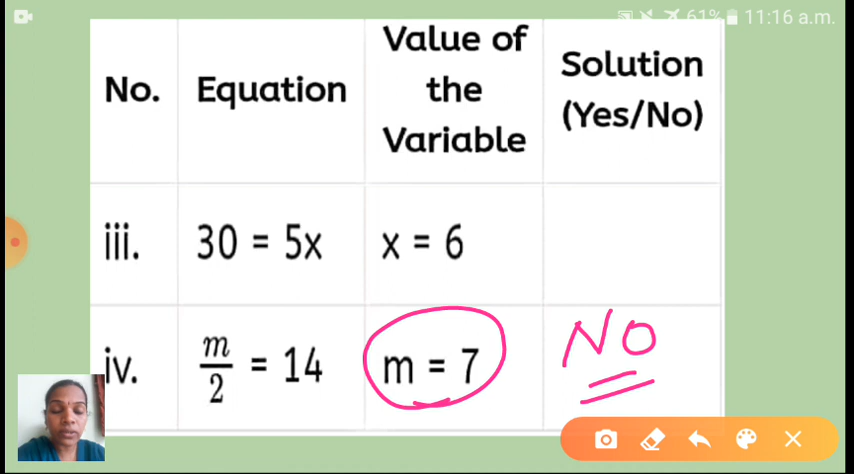 61% 11:16 a.m.
No. Equation Value of the Variable Solution (Yes/No)
iii. 30 = 5x x = 6
iv. m/2 = 14 m = 7 NO